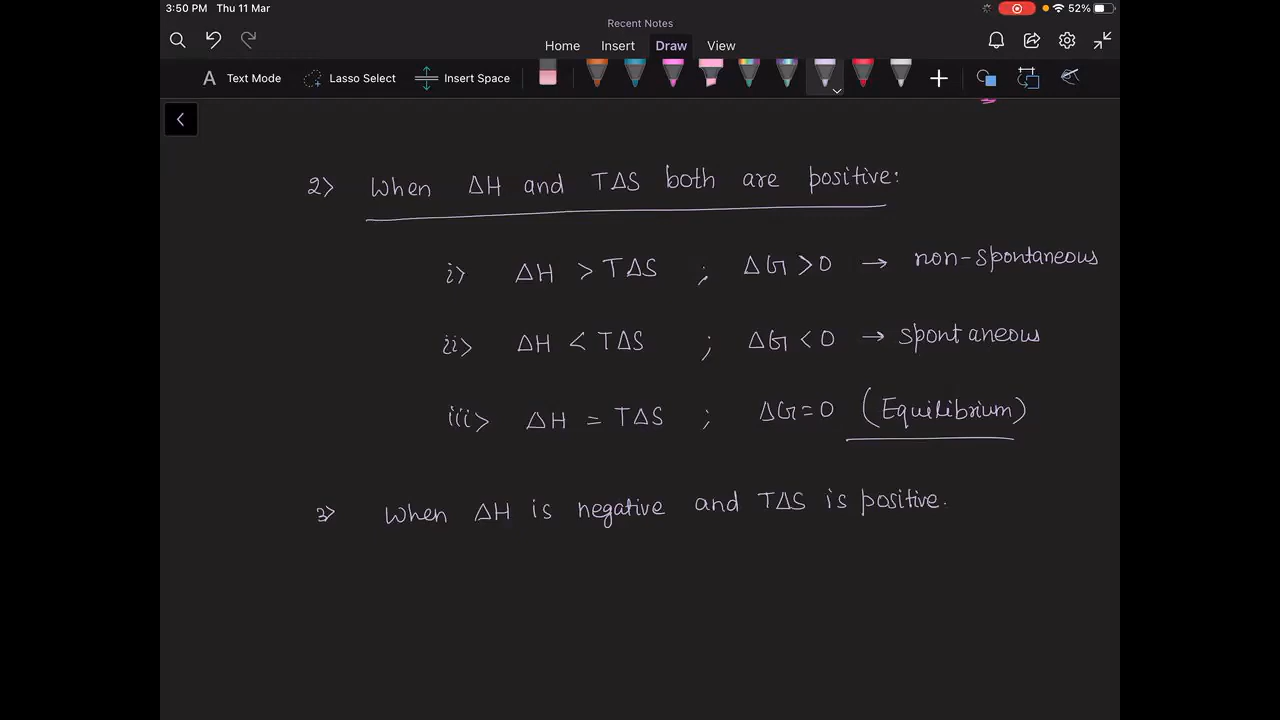 3:50 PM Thu 11 Mar 52%
Recent Notes
Home Insert Draw View
Text Mode Lasso Select Insert Space
2> When ΔH and TΔS both are positive:
i> ΔH > TΔS ; ΔG > 0 → non-spontaneous
ii> ΔH < TΔS ; ΔG < 0 → spontaneous
iii> ΔH = TΔS ; ΔG = 0 (Equilibrium)
3> When ΔH is negative and TΔS is positive.